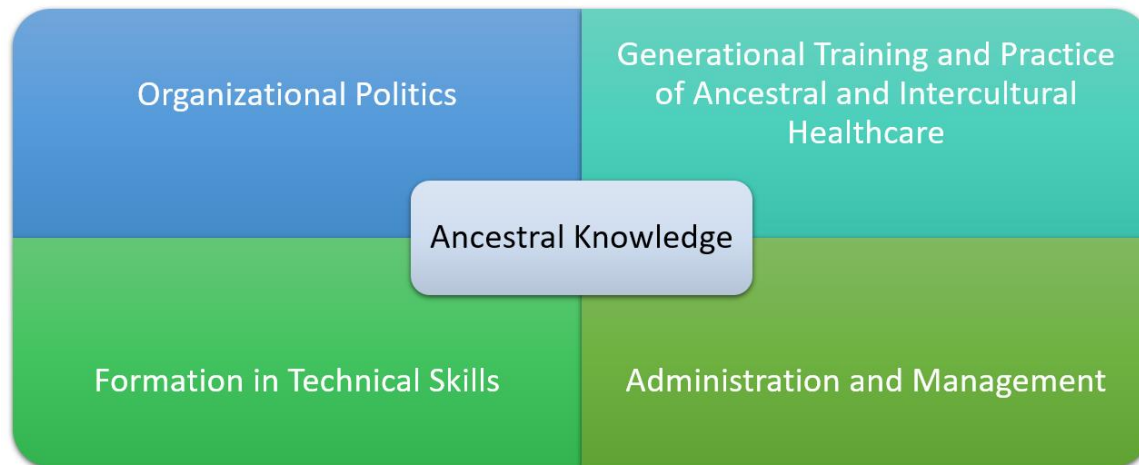 Organizational Politics
Generational Training and Practice
of Ancestral and Intercultural
Healthcare
Ancestral Knowledge
Formation in Technical Skills
Administration and Management